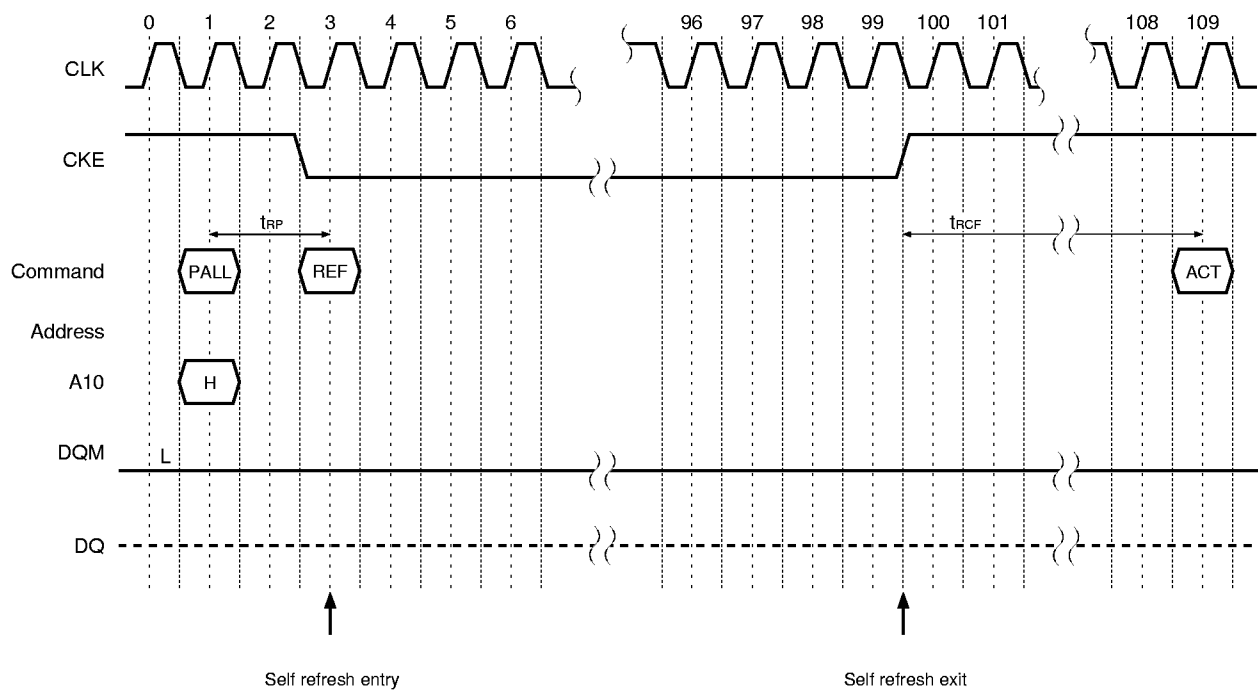 0 1 2 3 4 5 6 96 97 98 99 100 101 108 109
CLK
CKE
tRP tRCF
Command PALL REF ACT
Address
A10 H
DQM L
DQ
Self refresh entry Self refresh exit